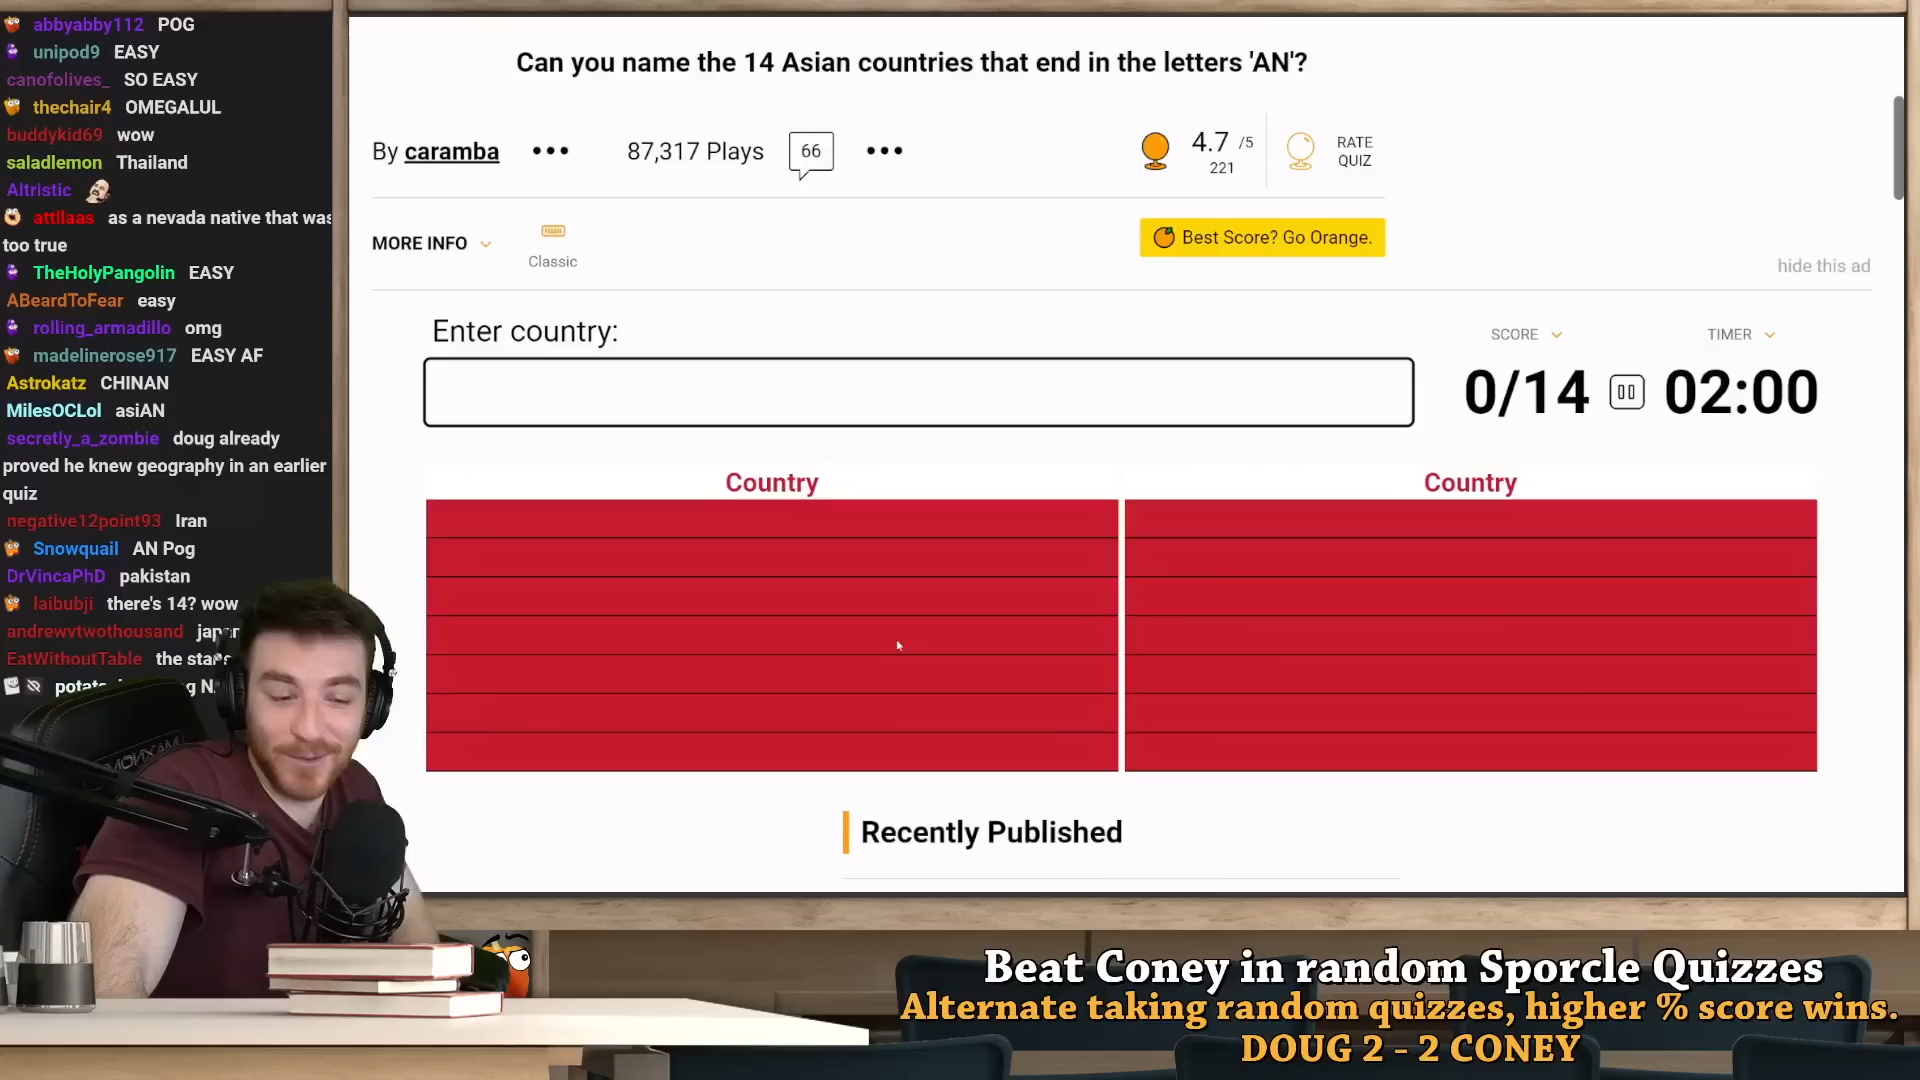 abbyabby112 POG
unipod9 EASY
canofolives_ SO EASY
thechair4 OMEGALUL
buddykid69 wow
saladlemon Thailand
Altristic
attllaas as a nevada native that was
too true
TheHolyPangolin EASY
ABeardToFear easy
rolling_armadillo omg
madelinerose917 EASY AF
Astrokatz CHINAN
MilesOCLol asiAN
secretly_a_zombie doug already
proved he knew geography in an earlier
quiz
negative12point93 Iran
Snowquail AN Pog
DrVincaPhD pakistan
laibubji there's 14? wow
andrewvtwothousand
EatWithoutTable the
Can you name the 14 Asian countries that end in the letters 'AN'?
By caramba
87,317 Plays
66
4.7 /5
221
RATE
QUIZ
MORE INFO
Classic
Best Score? Go Orange.
hide this ad
Enter country:
SCORE
TIMER
0/14
02:00
Country
Country
Recently Published
Beat Coney in random Sporcle Quizzes
Alternate taking random quizzes, higher % score wins.
DOUG 2 - 2 CONEY